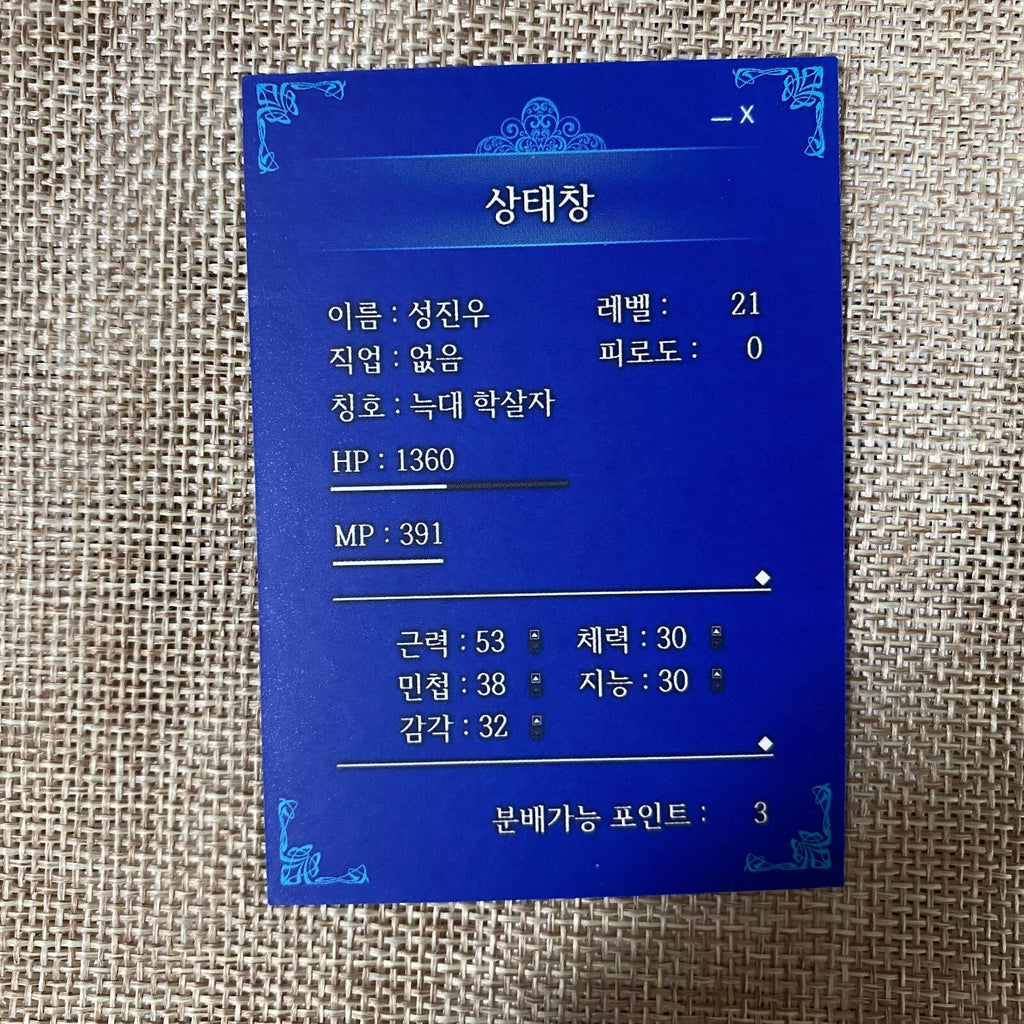 _ X
상태창
이름 : 성진우 레벨 : 21
직업 : 없음 피로도 : 0
칭호 : 늑대 학살자
HP : 1360
MP : 391
근력 : 53 체력 : 30
민첩 : 38 지능 : 30
감각 : 32
분배가능 포인트 : 3